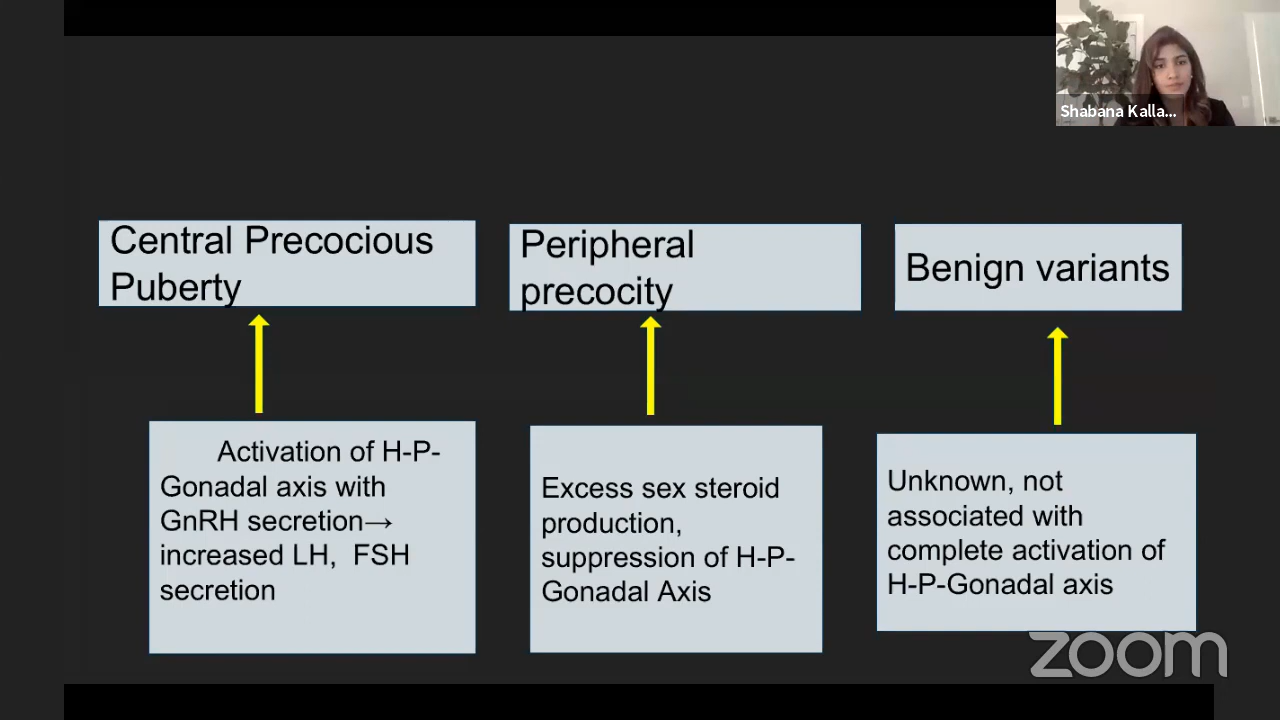 Shabana Kalla...
Central Precocious
Puberty
Peripheral
precocity
Benign variants
Activation of H-P-
Gonadal axis with
GnRH secretion→
increased LH, FSH
secretion
Excess sex steroid
production,
suppression of H-P-
Gonadal Axis
Unknown, not
associated with
complete activation of
H-P-Gonadal axis
zoom